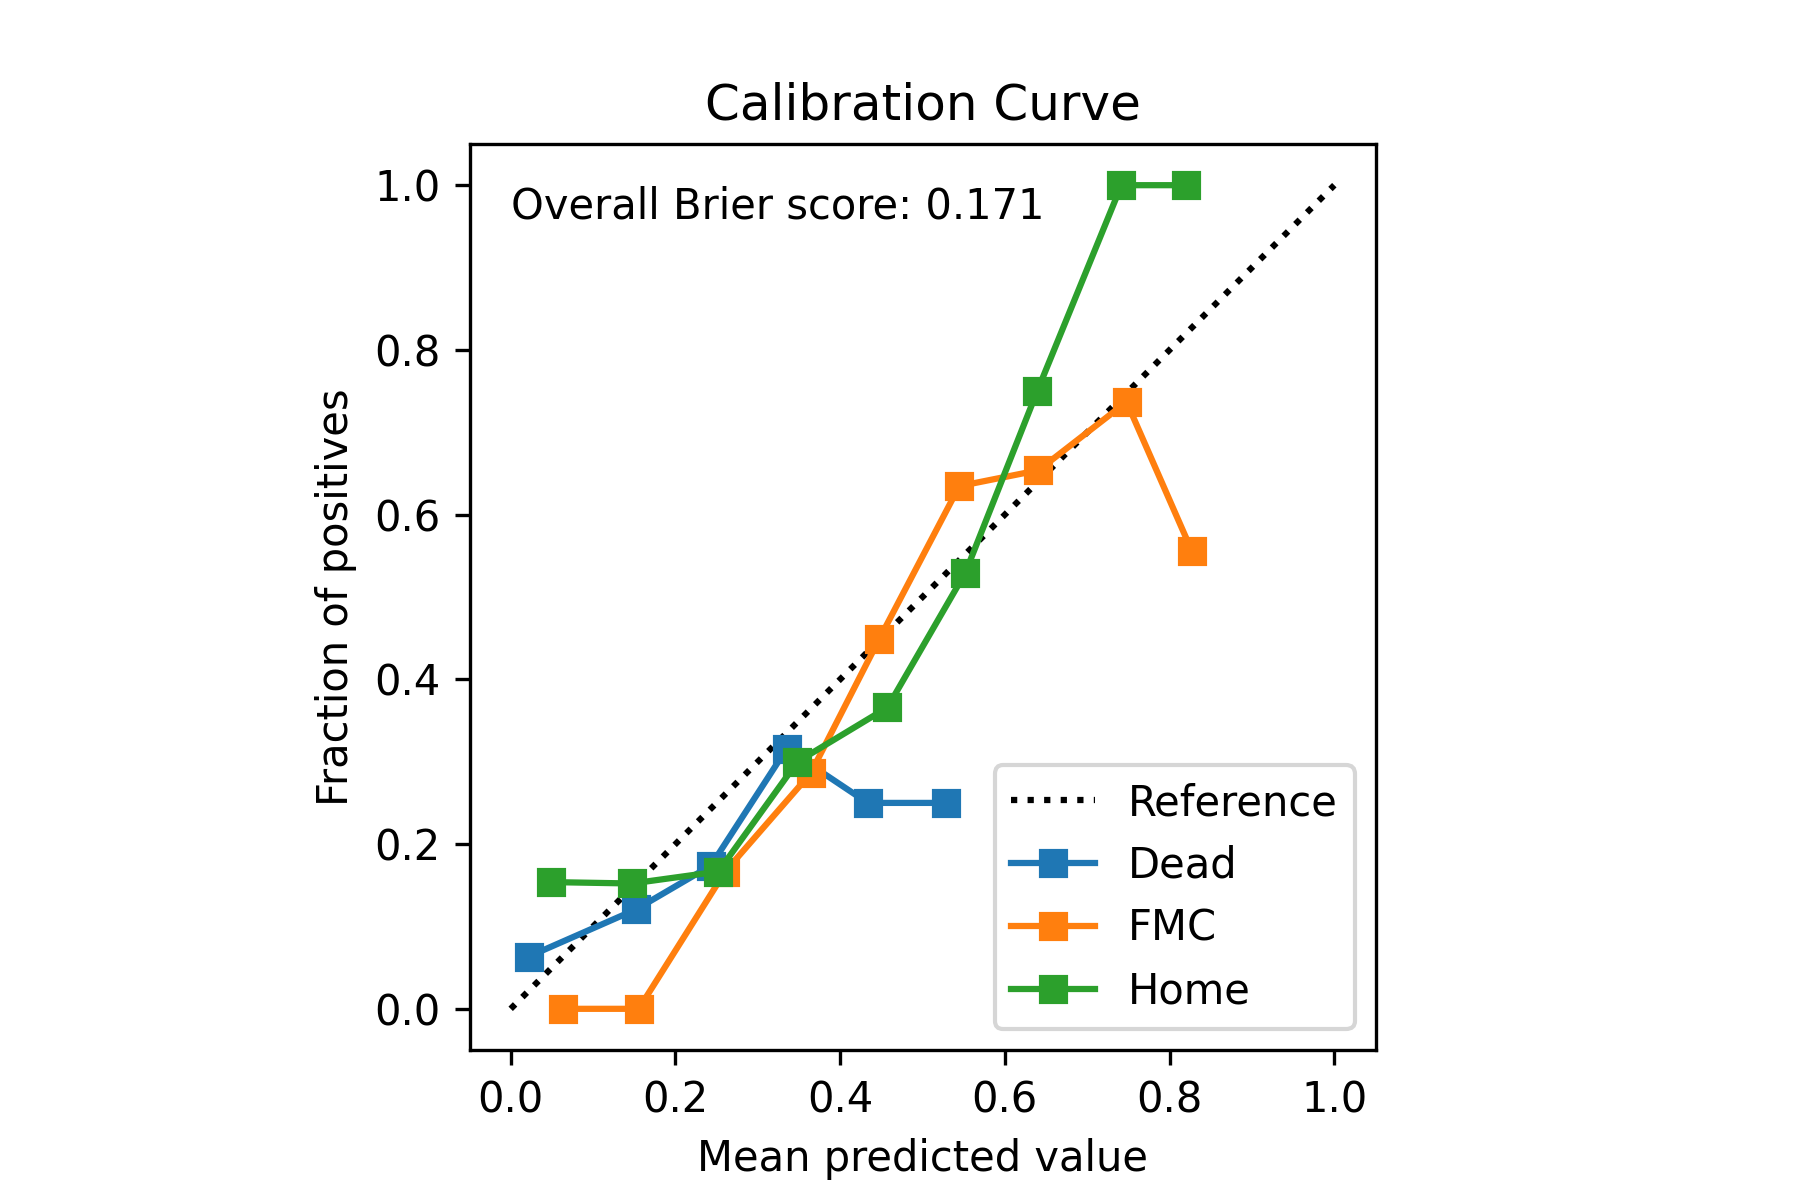 Calibration Curve
Overall Brier score: 0.171
1.0
0.8
0.6
0.4
0.2
0.0
Fraction of positives
Reference
Dead
FMC
Home
0.0 0.2 0.4 0.6 0.8 1.0
Mean predicted value